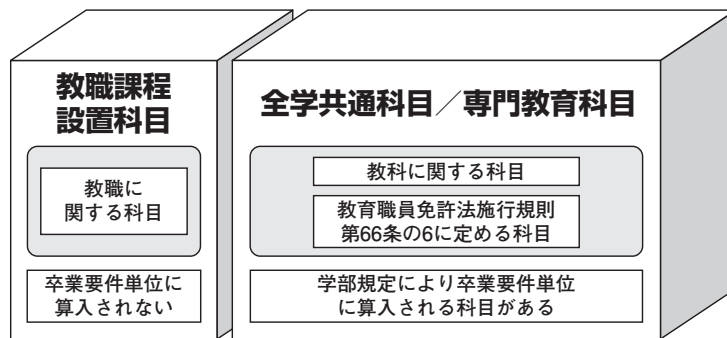 教職課程
設置科目
教職に
関する科目
卒業要件単位に
算入されない
全学共通科目／専門教育科目
教科に関する科目
教育職員免許法施行規則
第66条の6に定める科目
学部規定により卒業要件単位
に算入される科目がある